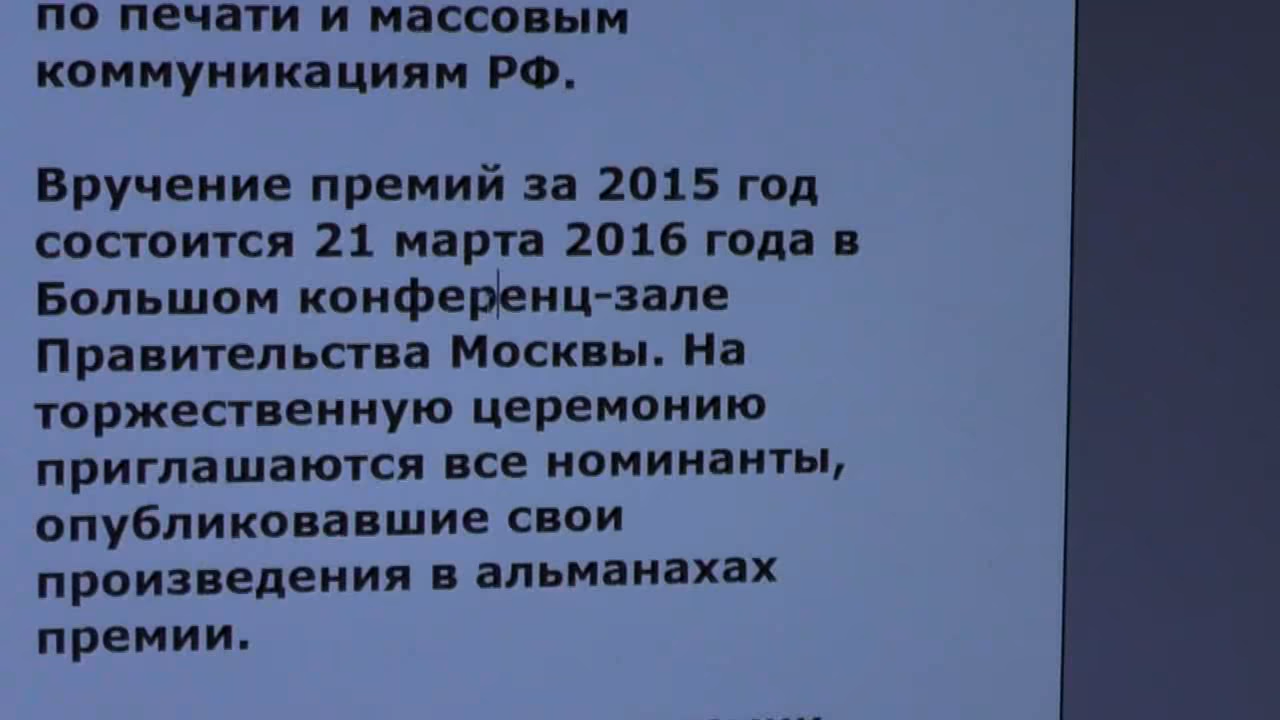 по печати и массовым
коммуникациям РФ.
Вручение премий за 2015 год
состоится 21 марта 2016 года в
Большом конференц-зале
Правительства Москвы. На
торжественную церемонию
приглашаются все номинанты,
опубликовавшие свои
произведения в альманахах
премии.